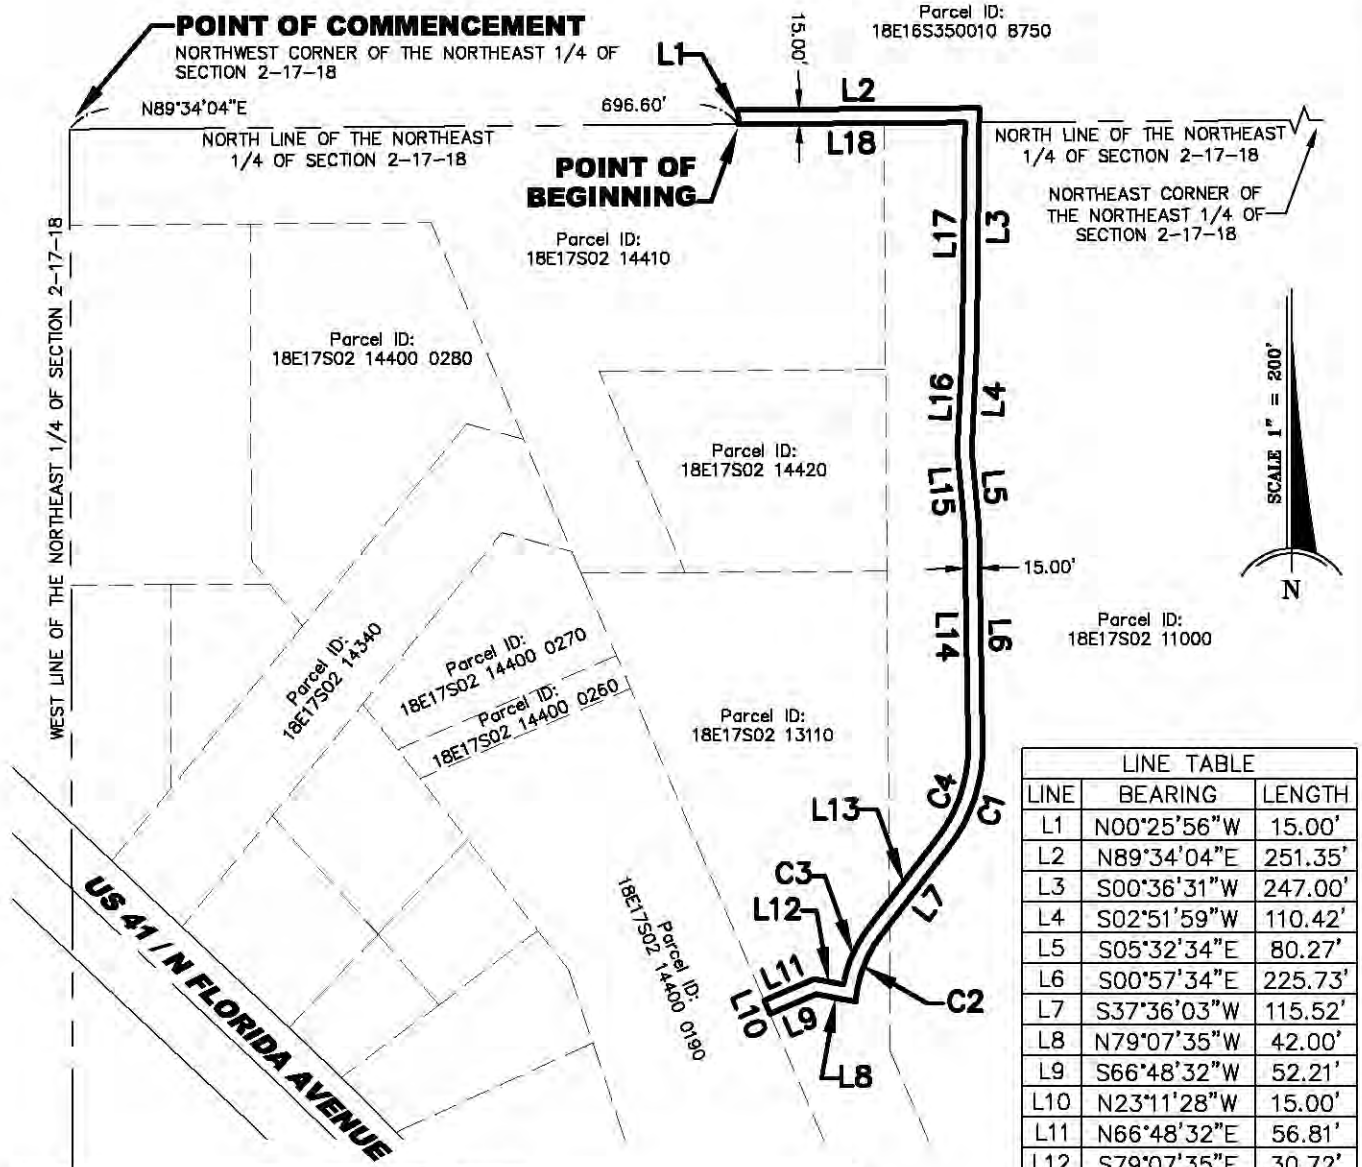 POINT OF COMMENCEMENT
NORTHWEST CORNER OF THE NORTHEAST 1/4 OF
SECTION 2-17-18
N89°34'04"E
696.60'
NORTH LINE OF THE NORTHEAST
1/4 OF SECTION 2-17-18
L1
15.00'
Parcel ID:
18E16S350010 8750
L2
L18
POINT OF
BEGINNING
NORTH LINE OF THE NORTHEAST
1/4 OF SECTION 2-17-18
NORTHEAST CORNER OF
THE NORTHEAST 1/4 OF
SECTION 2-17-18
WEST LINE OF THE NORTHEAST 1/4 OF SECTION 2-17-18
Parcel ID:
18E17S02 14410
L17
L3
Parcel ID:
18E17S02 14400 0280
L16
L4
SCALE 1" = 200'
N
Parcel ID:
18E17S02 14420
L15
L5
15.00'
Parcel ID:
18E17S02 11000
L14
L6
Parcel ID:
18E17S02 14340
Parcel ID:
18E17S02 14400 0270
Parcel ID:
18E17S02 14400 0260
Parcel ID:
18E17S02 13110
C4
C1
L13
C3
L12
L7
L11
L10
L9
C2
L8
Parcel ID:
18E17S02 14400 0190
US 41 / N FLORIDA AVENUE
LINE TABLE
LINE BEARING LENGTH
L1 N00°25'56"W 15.00'
L2 N89°34'04"E 251.35'
L3 S00°36'31"W 247.00'
L4 S02°51'59"W 110.42'
L5 S05°32'34"E 80.27'
L6 S00°57'34"E 225.73'
L7 S37°36'03"W 115.52'
L8 N79°07'35"W 42.00'
L9 S66°48'32"W 52.21'
L10 N23°11'28"W 15.00'
L11 N66°48'32"E 56.81'
L12 S79°07'35"E 30.72'